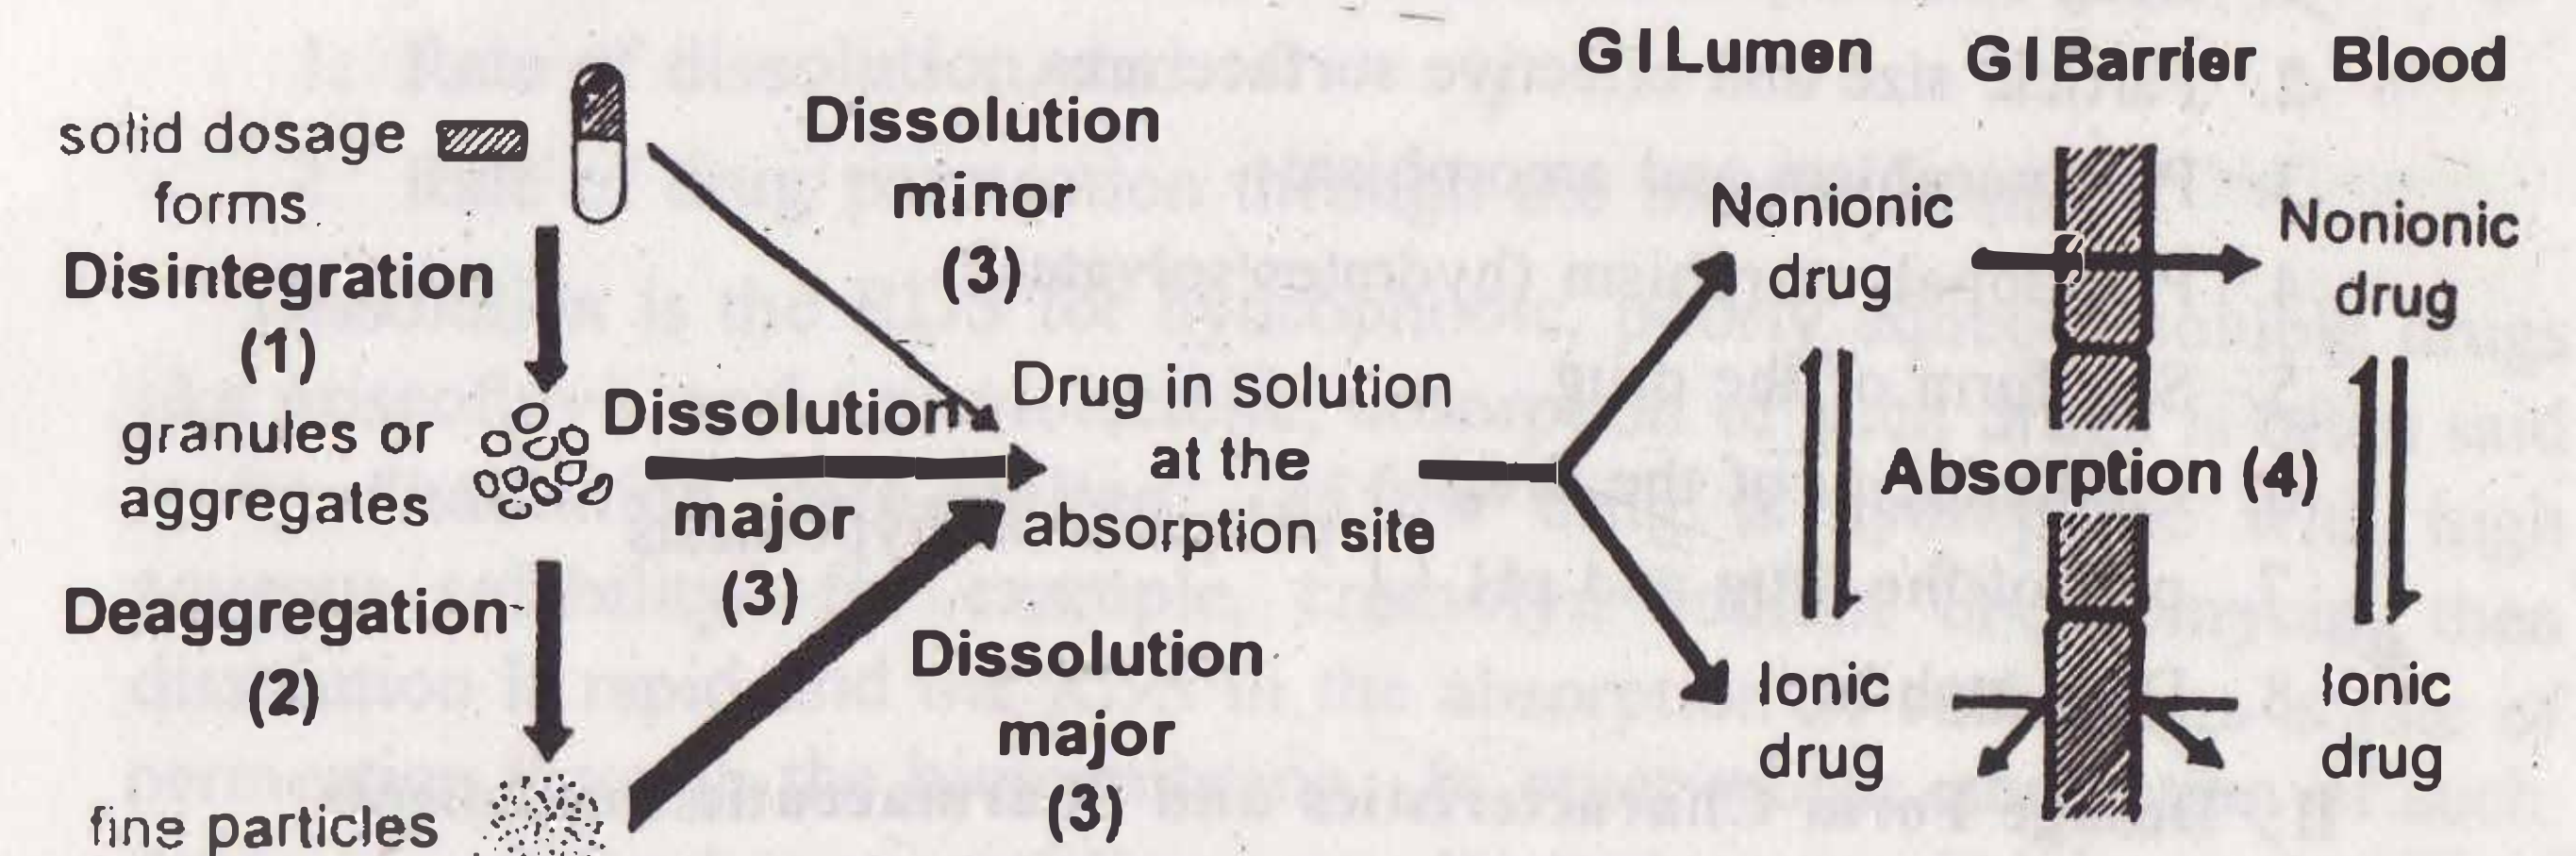 GI Lumen
GI Barrier
Blood
solid dosage
forms
Dissolution
minor
(3)
Disintegration
(1)
granules or
aggregates
Dissolution
major
(3)
Deaggregation
(2)
fine particles
Dissolution
major
(3)
Drug in solution
at the
absorption site
Nonionic
drug
Ionic
drug
Absorption (4)
Nonionic
drug
Ionic
drug